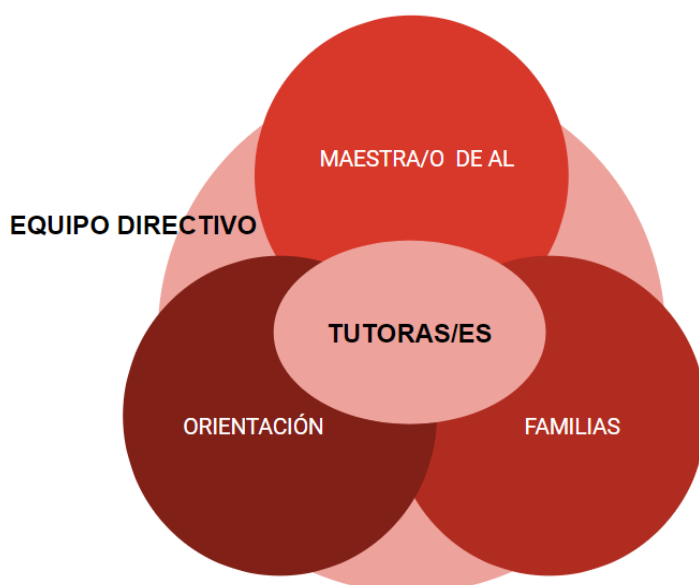 MAESTRA/O DE AL
EQUIPO DIRECTIVO
TUTORAS/ES
ORIENTACIÓN
FAMILIAS